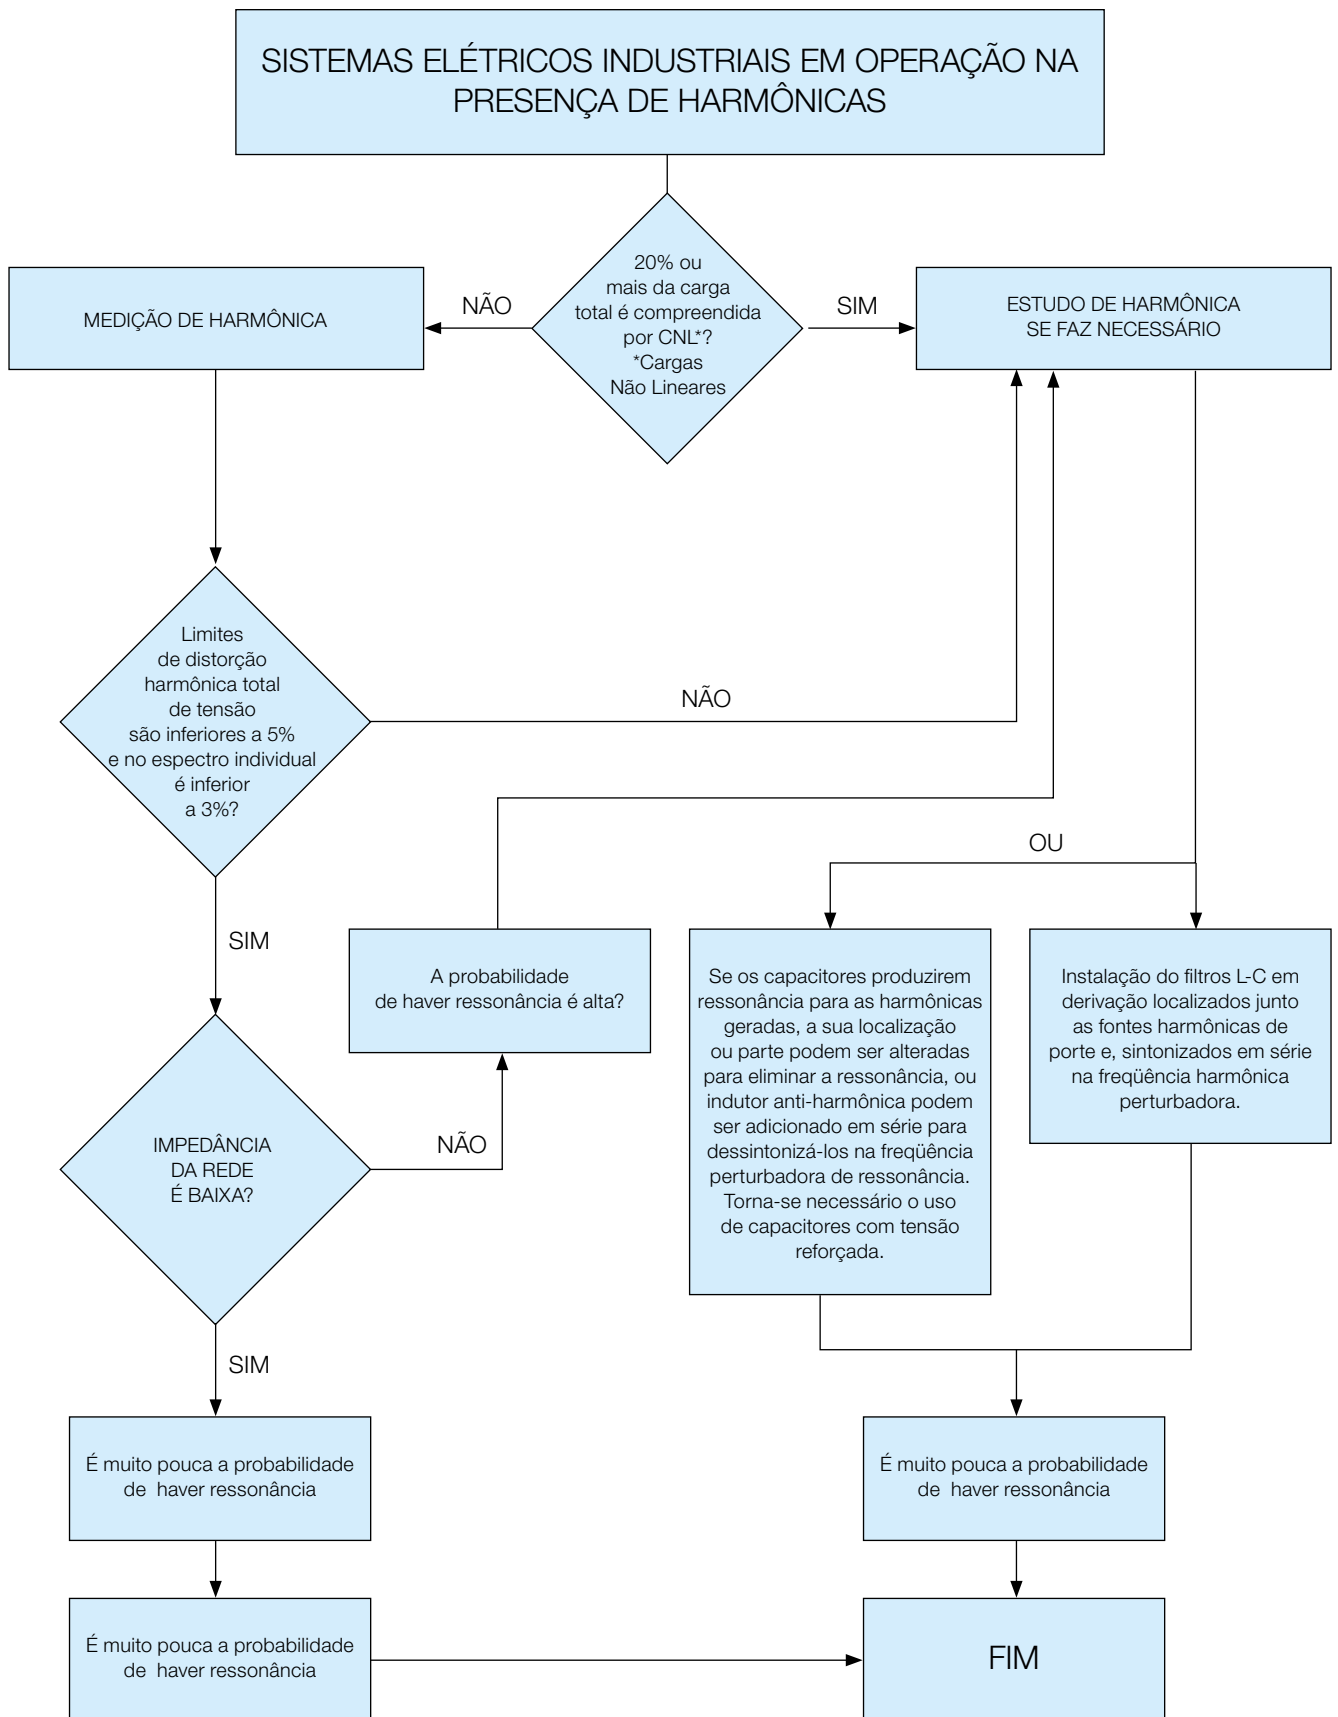 SISTEMAS ELÉTRICOS INDUSTRIAIS EM OPERAÇÃO NA
PRESENÇA DE HARMÔNICAS
20% ou
mais da carga
total é compreendida
por CNL*?
*Cargas
Não Lineares
NÃO
SIM
MEDIÇÃO DE HARMÔNICA
ESTUDO DE HARMÔNICA
SE FAZ NECESSÁRIO
Limites
de distorção
harmônica total
de tensão
são inferiores a 5%
e no espectro individual
é inferior
a 3%?
NÃO
OU
SIM
A probabilidade
de haver ressonância é alta?
Se os capacitores produzirem
ressonância para as harmônicas
geradas, a sua localização
ou parte podem ser alteradas
para eliminar a ressonância, ou
indutor anti-harmônica podem
ser adicionado em série para
dessintonizá-los na freqüência
perturbadora de ressonância.
Torna-se necessário o uso
de capacitores com tensão
reforçada.
Instalação do filtros L-C em
derivação localizados junto
as fontes harmônicas de
porte e, sintonizados em série
na freqüência harmônica
perturbadora.
IMPEDÂNCIA
DA REDE
É BAIXA?
NÃO
SIM
É muito pouca a probabilidade
de haver ressonância
É muito pouca a probabilidade
de haver ressonância
É muito pouca a probabilidade
de haver ressonância
FIM